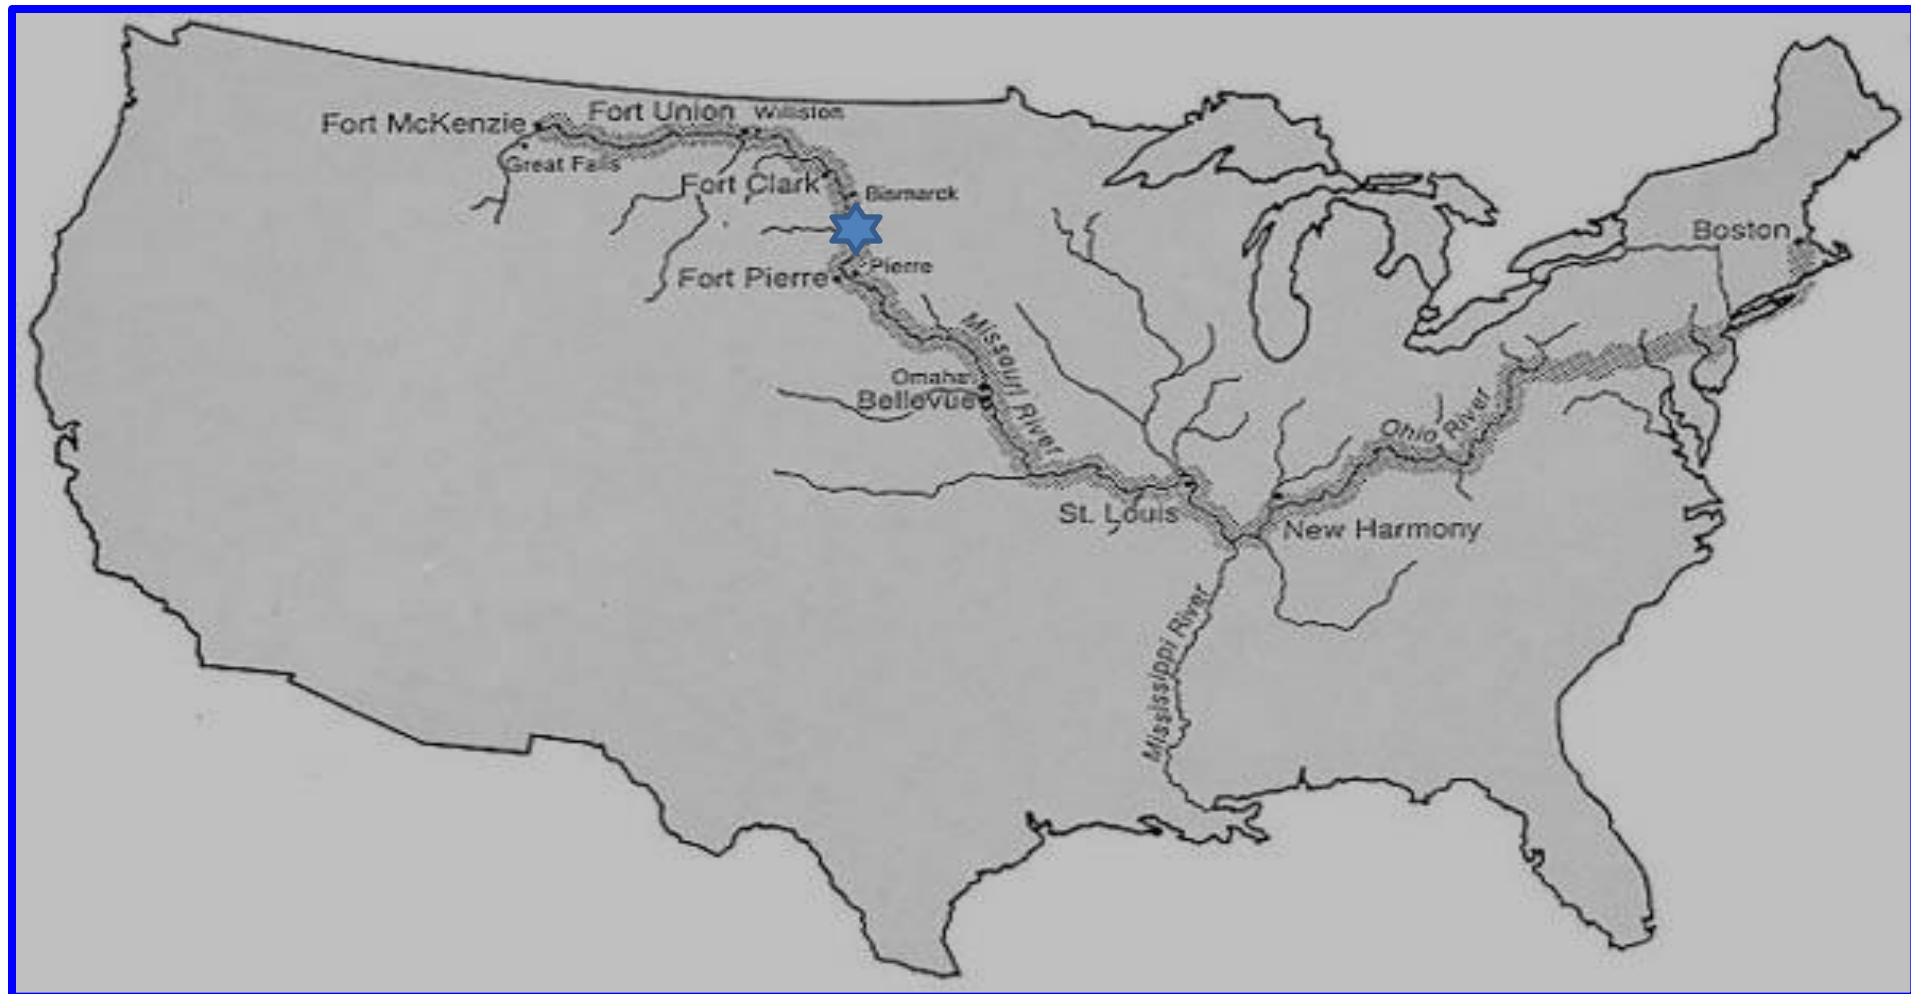 Fort Union
Williston
Fort McKenzie
Great Falls
Fort Clark
Bismarck
Boston
Pierre
Fort Pierre
Missouri River
Omaha
Bellevue
Ohio River
St. Louis
New Harmony
Mississippi River